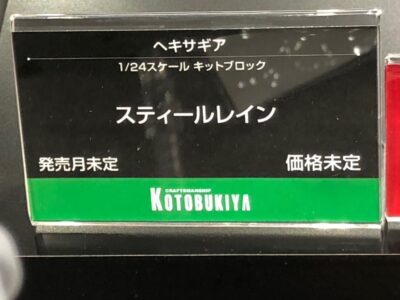 ヘキサギア
1/24スケール キットブロック
スティールレイン
発売月未定 価格未定
CRAFTSMANSHIP
KOTOBUKIYA